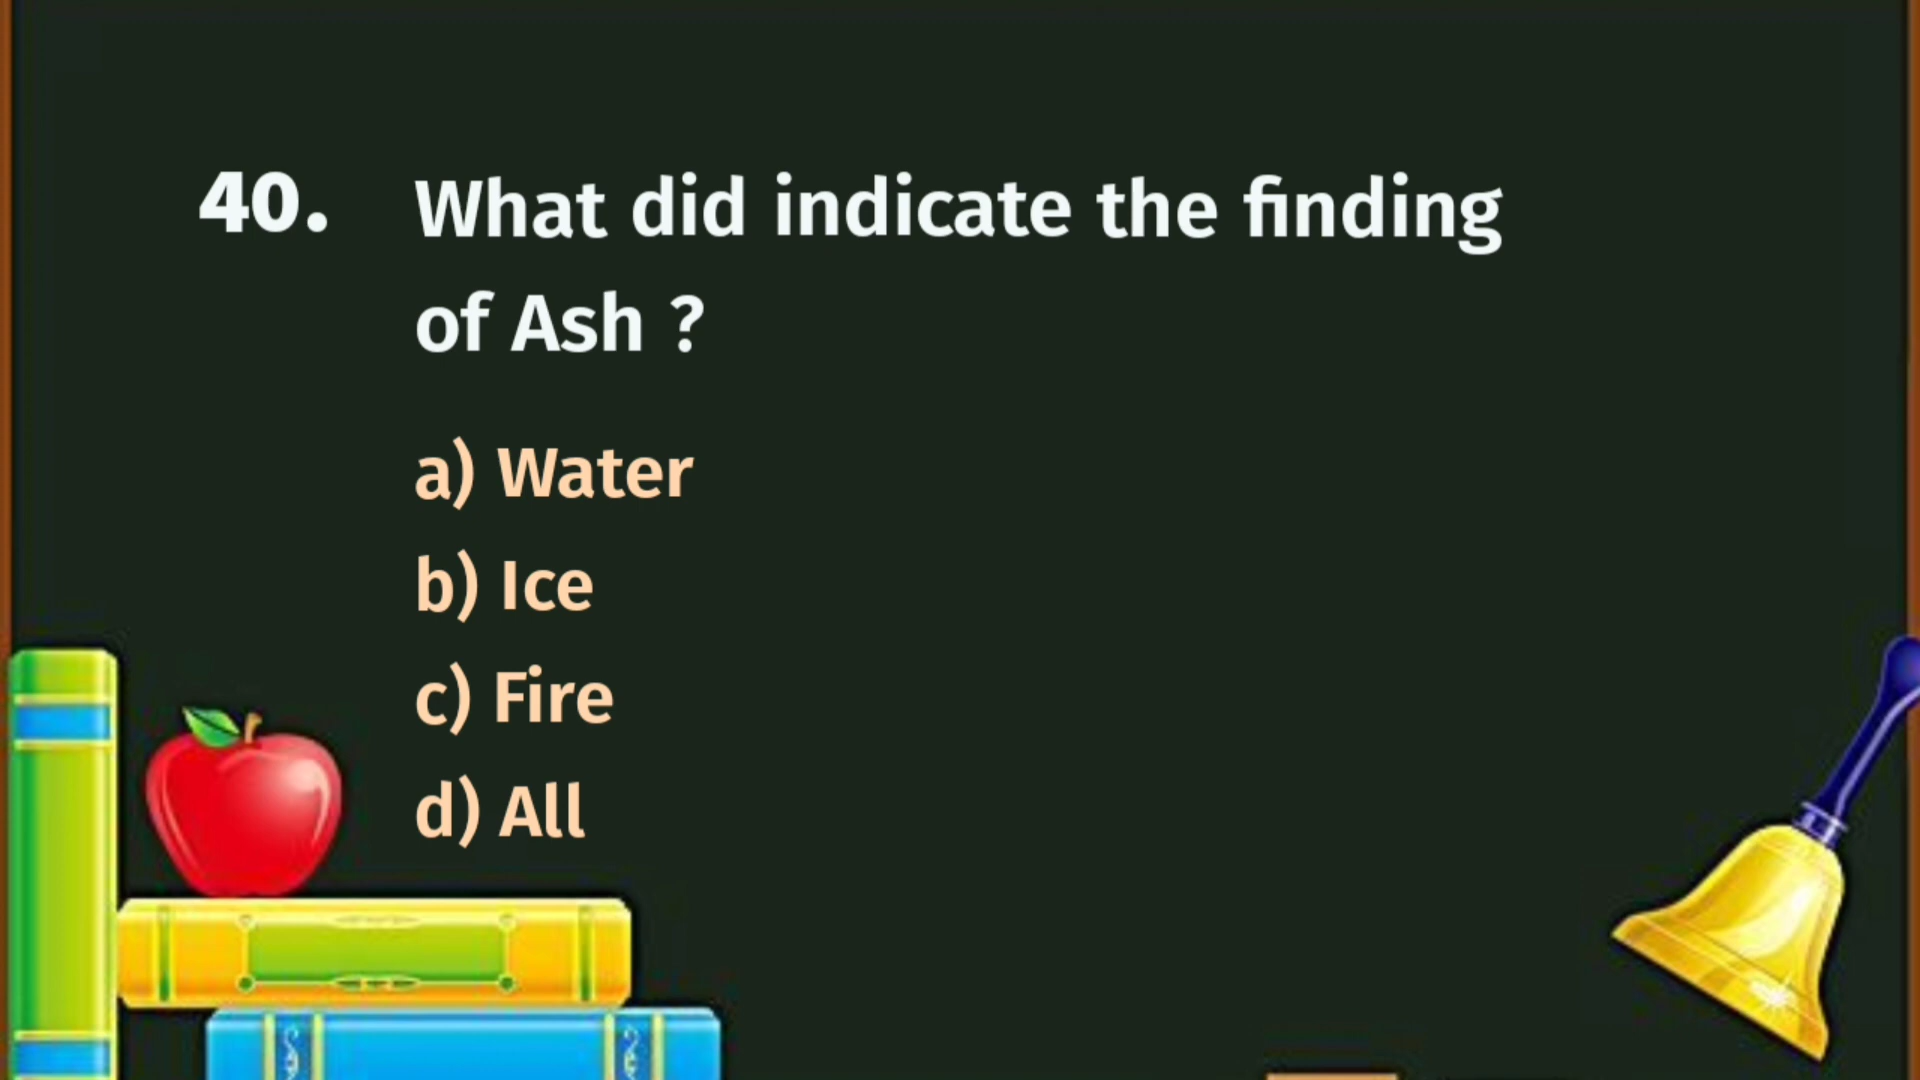 40. What did indicate the finding
of Ash ?
a) Water
b) Ice
c) Fire
d) All